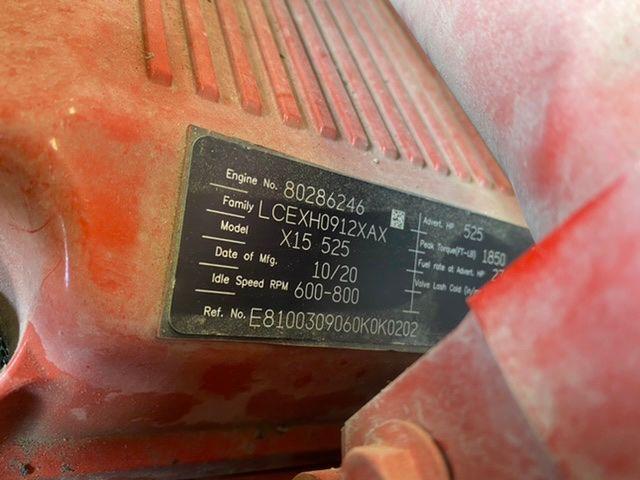 Engine No. 80286246
Family LCEXH0912XAX
Model X15 525
Date of Mfg. 10/20
Idle Speed RPM 600-800
Ref. No. E8100309060K0K0202
Advert. HP 525
Peak Torque(FT-LB) 1850
Fuel rate at Advert. HP
Valve Lash Cold